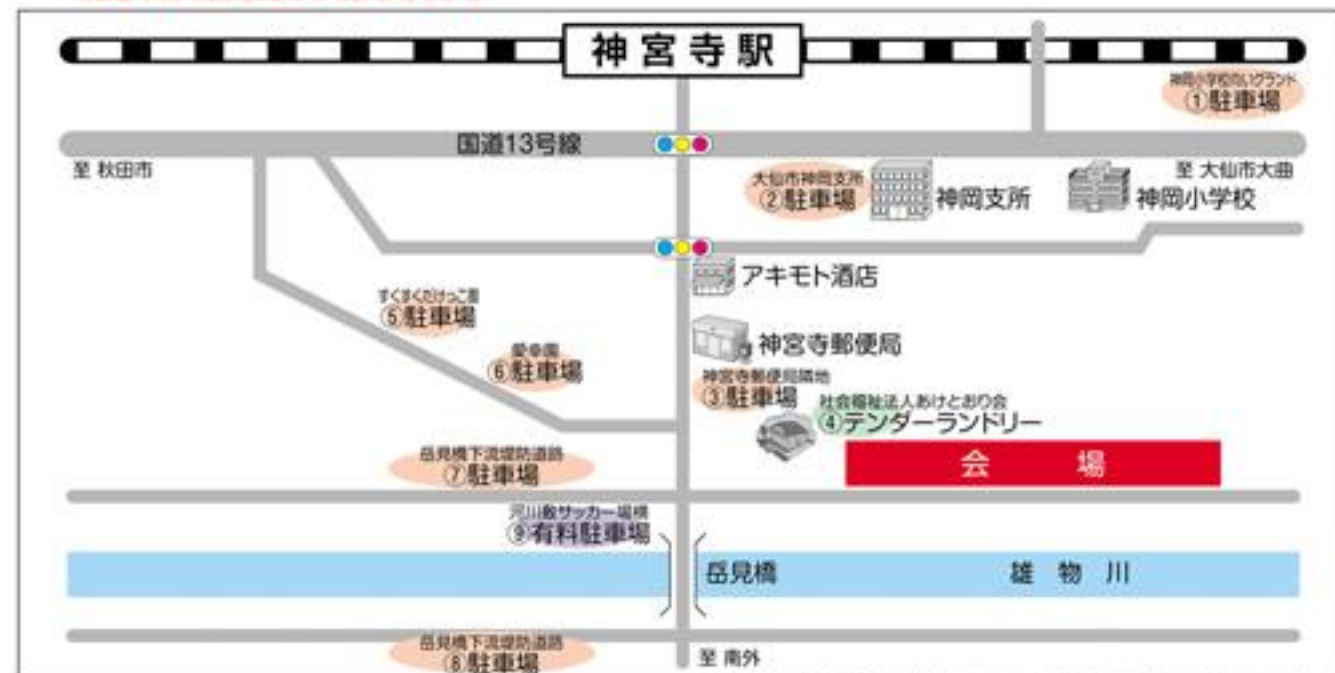 神宮寺駅
神岡小学校向いグランド
①駐車場
国道13号線
至 秋田市
至 大仙市大曲
大仙市神岡支所
②駐車場
神岡支所
神岡小学校
アキモト酒店
すくすくだけっこ園
⑤駐車場
神宮寺郵便局
愛幸園
⑥駐車場
神宮寺郵便局隣地
③駐車場
社会福祉法人あけとおり会
④テンダーランドリー
会 場
岳見橋下流堤防道路
⑦駐車場
河川敷サッカー場横
⑨有料駐車場
岳見橋
雄 物 川
岳見橋下流堤防道路
⑧駐車場
至 南外